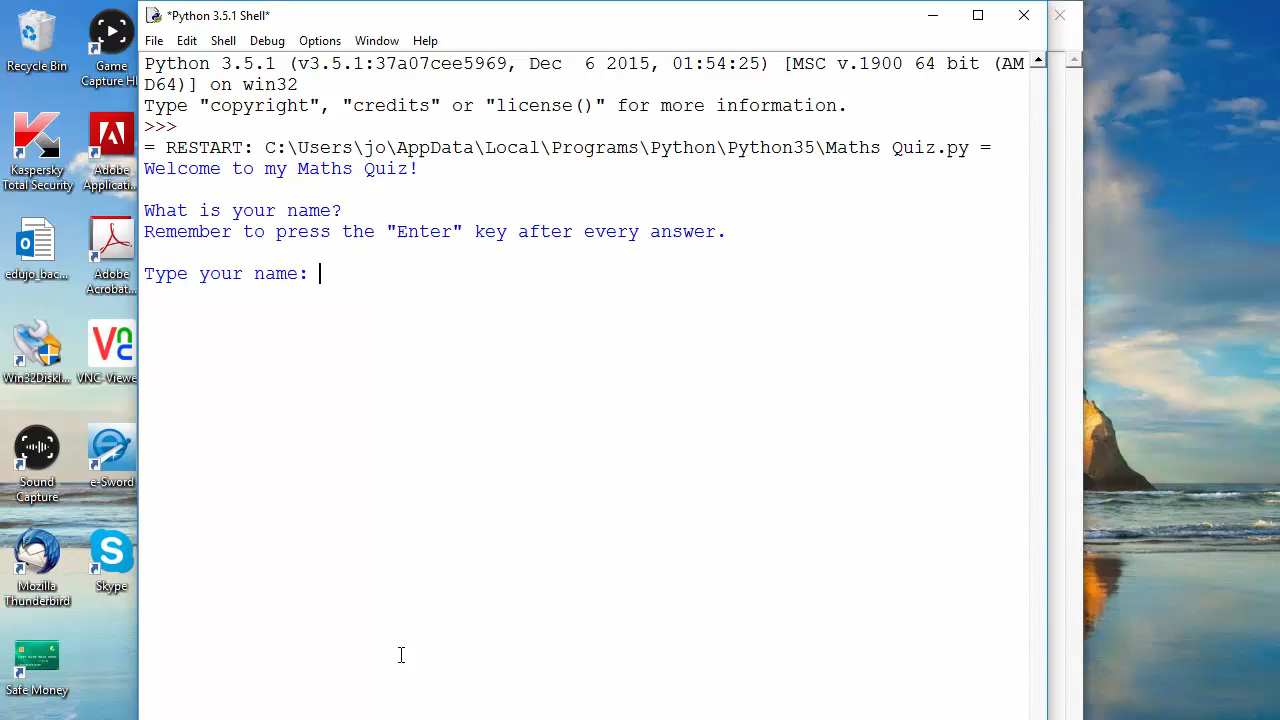 *Python 3.5.1 Shell*
File Edit Shell Debug Options Window Help
Python 3.5.1 (v3.5.1:37a07cee5969, Dec  6 2015, 01:54:25) [MSC v.1900 64 bit (AM
D64)] on win32
Type "copyright", "credits" or "license()" for more information.
>>>
= RESTART: C:\Users\jo\AppData\Local\Programs\Python\Python35\Maths Quiz.py =
Welcome to my Maths Quiz!
What is your name?
Remember to press the "Enter" key after every answer.
Type your name:
Recycle Bin
Game
Capture H
Kaspersky
Total Security
Adobe
Applicati...
edujo_bac...
Adobe
Acrobat...
Win32Diskl...
VNC-Viewe
Sound
Capture
e-Sword
Mozilla
Thunderbird
Skype
Safe Money